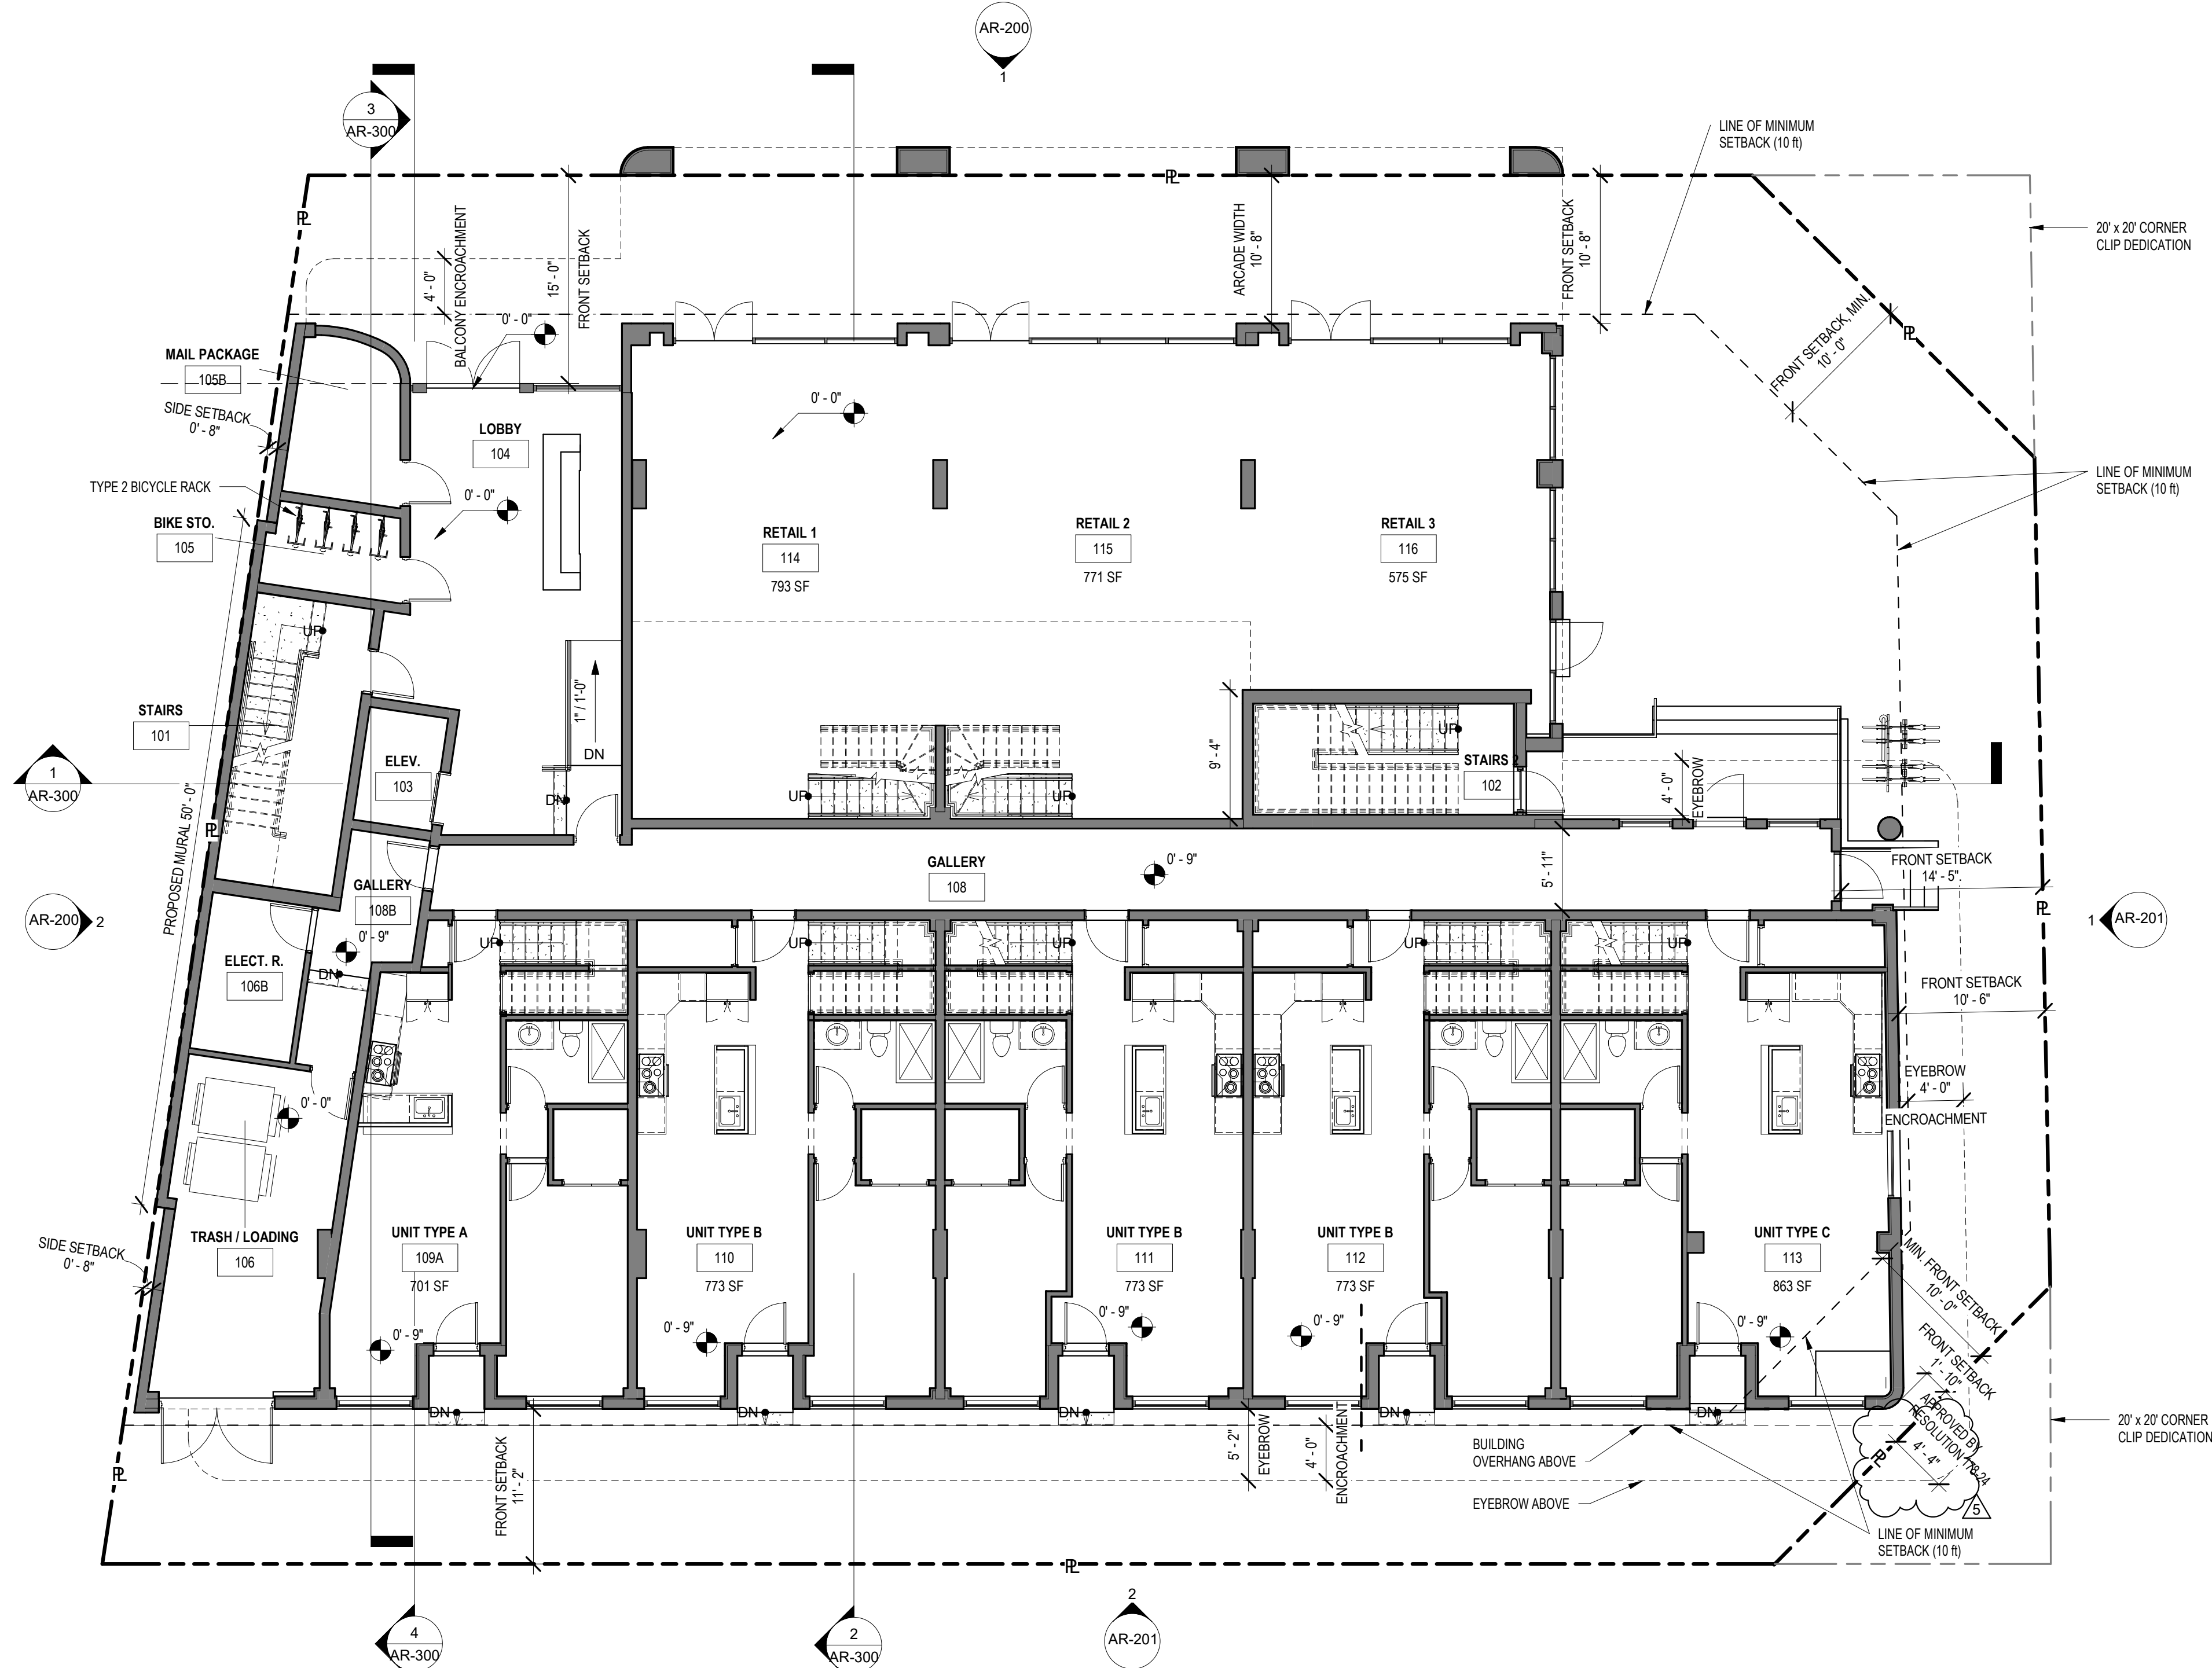 AR-200
1
3
AR-300
LINE OF MINIMUM
SETBACK (10 ft)
PL
PL
20' x 20' CORNER
CLIP DEDICATION
BALCONY ENCROACHMENT
4' - 0"
15' - 0"
FRONT SETBACK
ARCADE WIDTH
10' - 8"
FRONT SETBACK
10' - 8"
FRONT SETBACK, MIN.
10' - 0"
PL
0' - 0"
MAIL PACKAGE
105B
SIDE SETBACK
0' - 8"
LOBBY
104
0' - 0"
0' - 0"
TYPE 2 BICYCLE RACK
LINE OF MINIMUM
SETBACK (10 ft)
BIKE STO.
105
RETAIL 1
114
793 SF
RETAIL 2
115
771 SF
RETAIL 3
116
575 SF
UP
STAIRS
101
1" / 1'-0"
DN
DN
ELEV.
103
1
AR-300
PROPOSED MURAL 50' - 0"
PL
UP
UP
9' - 4"
UP
STAIRS 2
102
4' - 0"
EYEBROW
GALLERY
108
0' - 9"
5' - 11"
FRONT SETBACK
14' - 5"
GALLERY
108B
0' - 9"
DN
AR-200
2
PL
1
AR-201
ELECT. R.
106B
UP
UP
UP
UP
UP
FRONT SETBACK
10' - 6"
EYEBROW
4' - 0"
ENCROACHMENT
0' - 0"
TRASH / LOADING
106
SIDE SETBACK
0' - 8"
UNIT TYPE A
109A
701 SF
UNIT TYPE B
110
773 SF
UNIT TYPE B
111
773 SF
UNIT TYPE B
112
773 SF
UNIT TYPE C
113
863 SF
0' - 9"
0' - 9"
0' - 9"
0' - 9"
0' - 9"
MIN. FRONT SETBACK
10' - 0"
FRONT SETBACK
1' - 10"
APPROVED BY
RESOLUTION 178-24
4' - 4"
PL
5
DN
DN
DN
DN
DN
FRONT SETBACK
11' - 2"
5' - 2"
EYEBROW
4' - 0"
ENCROACHMENT
BUILDING
OVERHANG ABOVE
EYEBROW ABOVE
20' x 20' CORNER
CLIP DEDICATION
LINE OF MINIMUM
SETBACK (10 ft)
PL
PL
4
AR-300
2
AR-300
2
AR-201